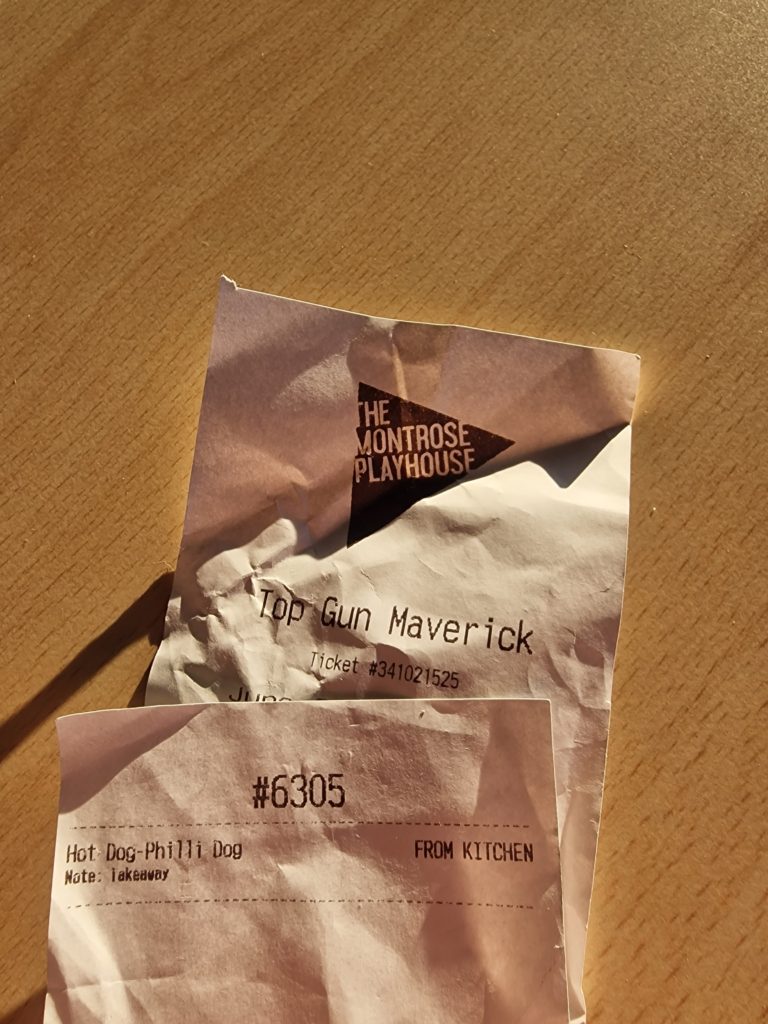 THE
MONTROSE
PLAYHOUSE
Top Gun Maverick
Ticket #341021525
#6305
Hot Dog-Philli Dog FROM KITCHEN
Note: Takeaway